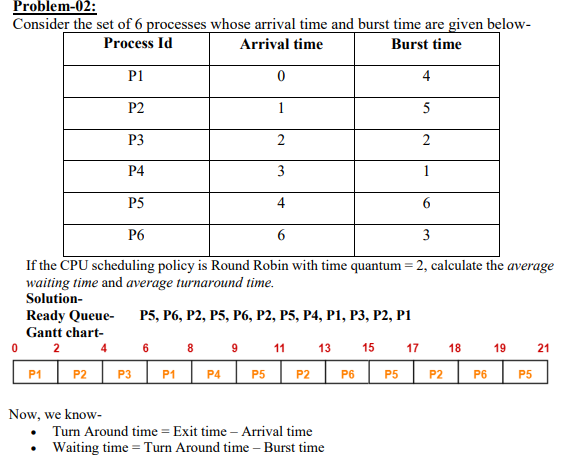 Problem-02:
Consider the set of 6 processes whose arrival time and burst time are given below-
Process Id Arrival time Burst time
P1 0 4
P2 1 5
P3 2 2
P4 3 1
P5 4 6
P6 6 3
If the CPU scheduling policy is Round Robin with time quantum = 2, calculate the average
waiting time and average turnaround time.
Solution-
Ready Queue- P5, P6, P2, P5, P6, P2, P5, P4, P1, P3, P2, P1
Gantt chart-
0 2 4 6 8 9 11 13 15 17 18 19 21
P1 P2 P3 P1 P4 P5 P2 P6 P5 P2 P6 P5
Now, we know-
• Turn Around time = Exit time – Arrival time
• Waiting time = Turn Around time – Burst time